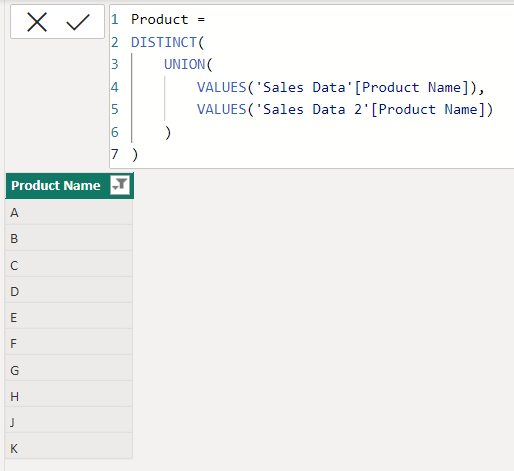 1 Product =
2 DISTINCT(
3 UNION(
4 VALUES('Sales Data'[Product Name]),
5 VALUES('Sales Data 2'[Product Name])
6 )
7 )
Product Name
A
B
C
D
E
F
G
H
J
K